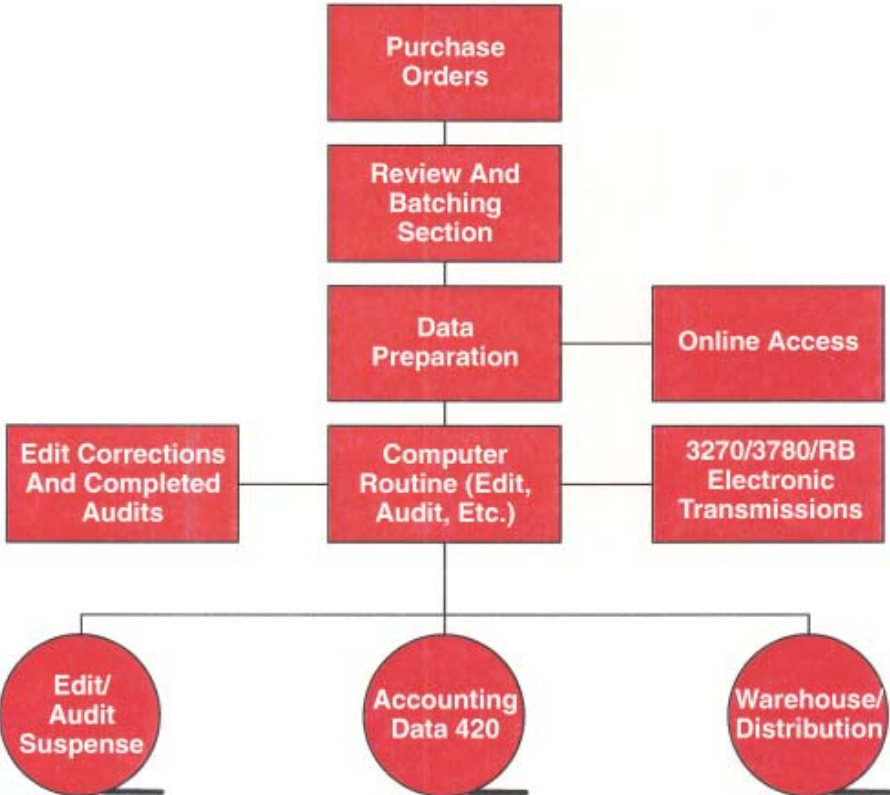 Purchase
Orders
Review And
Batching
Section
Data
Preparation
Online Access
Edit Corrections
And Completed
Audits
Computer
Routine (Edit,
Audit, Etc.)
3270/3780/RB
Electronic
Transmissions
Edit/
Audit
Suspense
Accounting
Data 420
Warehouse/
Distribution